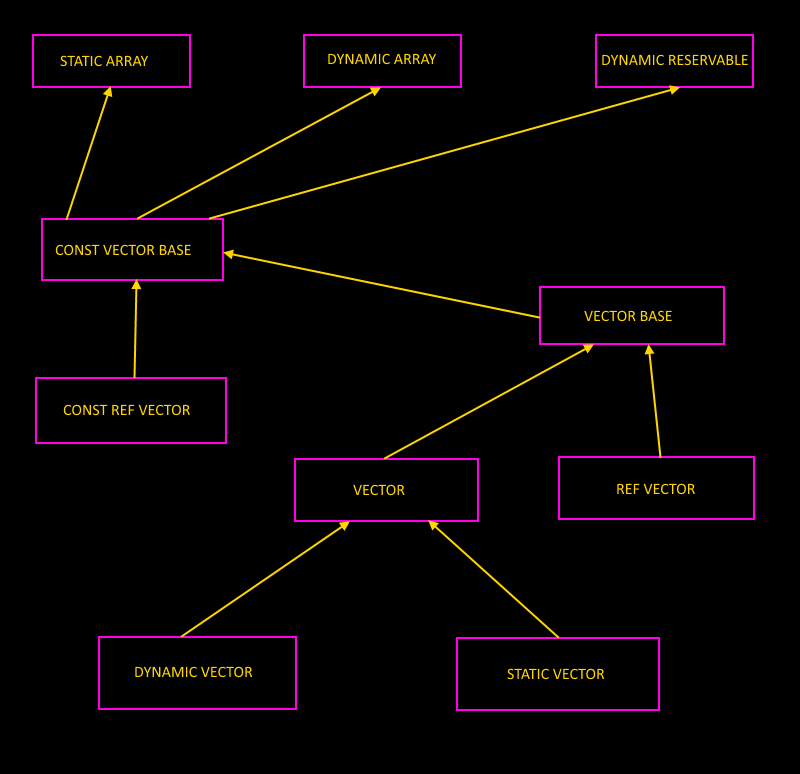 STATIC ARRAY
DYNAMIC ARRAY
DYNAMIC RESERVABLE
CONST VECTOR BASE
VECTOR BASE
CONST REF VECTOR
VECTOR
REF VECTOR
DYNAMIC VECTOR
STATIC VECTOR